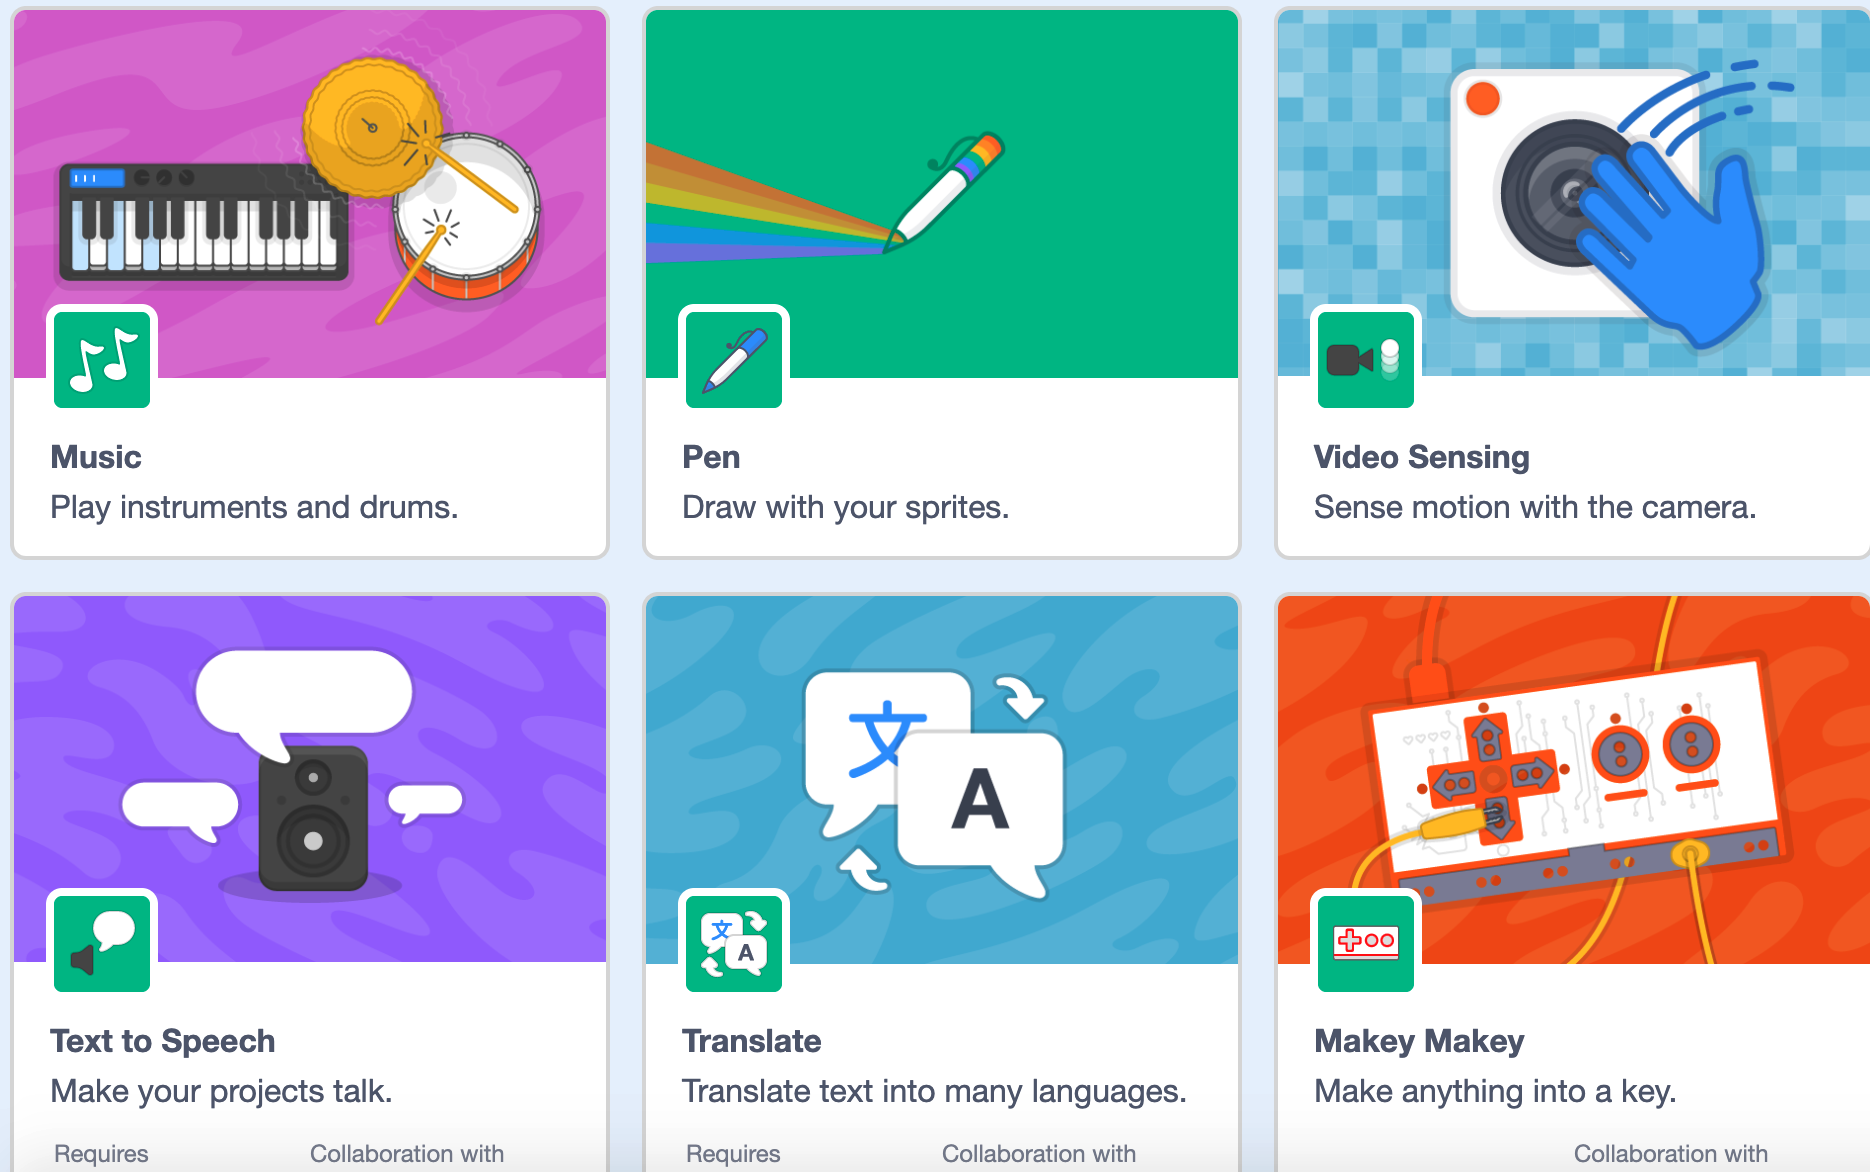 Music
Play instruments and drums.
Pen
Draw with your sprites.
Video Sensing
Sense motion with the camera.
文
A
文
A
Text to Speech
Make your projects talk.
Requires
Collaboration with
Translate
Translate text into many languages.
Requires
Collaboration with
Makey Makey
Make anything into a key.
Collaboration with